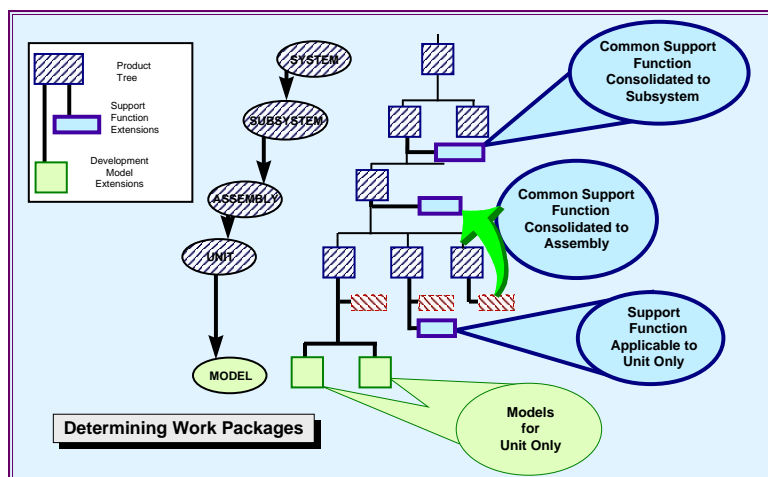 Product
Tree
Support
Function
Extensions
Development
Model
Extensions
SYSTEM
SUBSYSTEM
ASSEMBLY
UNIT
MODEL
Common Support
Function
Consolidated to
Subsystem
Common Support
Function
Consolidated to
Assembly
Support
Function
Applicable to
Unit Only
Models
for
Unit Only
Determining Work Packages